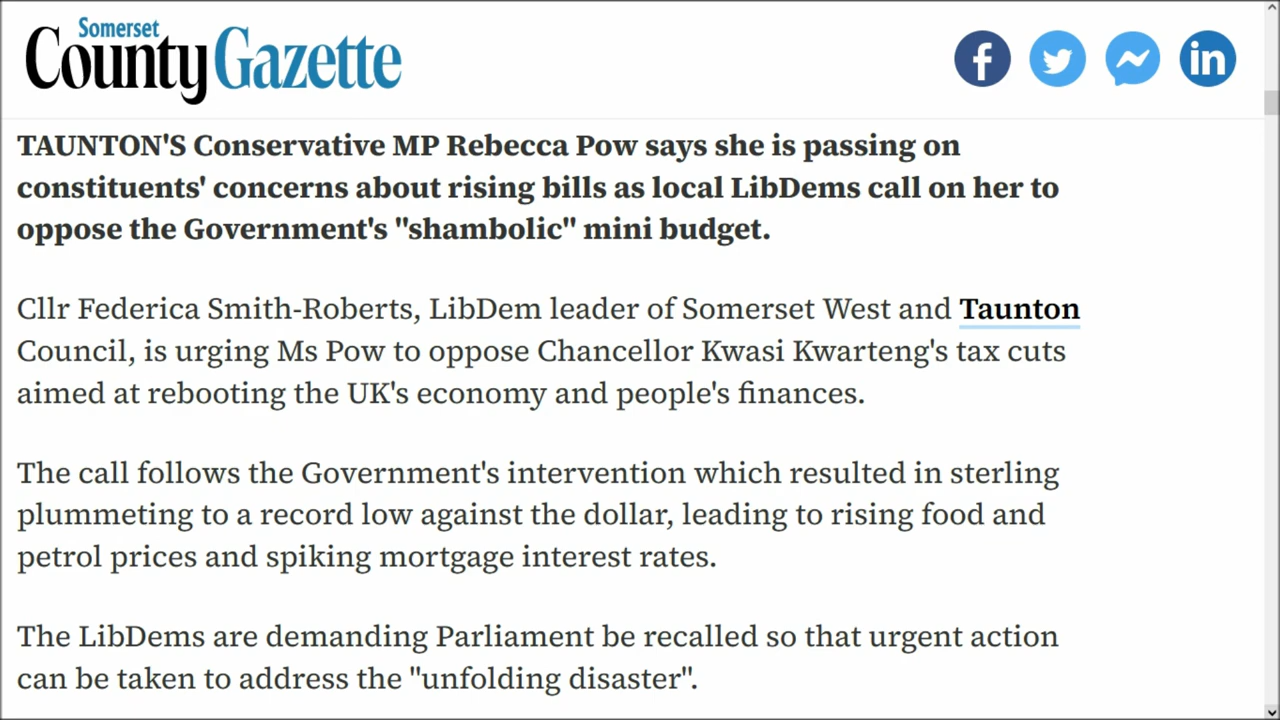 Somerset
County Gazette
TAUNTON'S Conservative MP Rebecca Pow says she is passing on
constituents' concerns about rising bills as local LibDems call on her to
oppose the Government's "shambolic" mini budget.
Cllr Federica Smith-Roberts, LibDem leader of Somerset West and Taunton
Council, is urging Ms Pow to oppose Chancellor Kwasi Kwarteng's tax cuts
aimed at rebooting the UK's economy and people's finances.
The call follows the Government's intervention which resulted in sterling
plummeting to a record low against the dollar, leading to rising food and
petrol prices and spiking mortgage interest rates.
The LibDems are demanding Parliament be recalled so that urgent action
can be taken to address the "unfolding disaster".